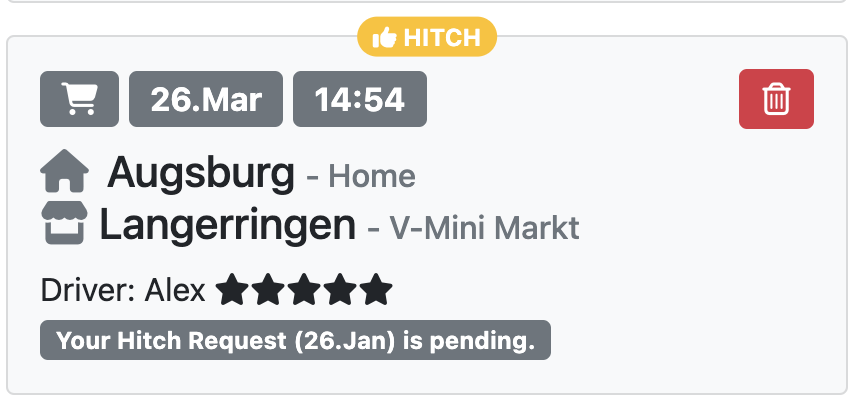 HITCH
26.Mar 14:54
Augsburg - Home
Langerringen - V-Mini Markt
Driver: Alex
Your Hitch Request (26.Jan) is pending.